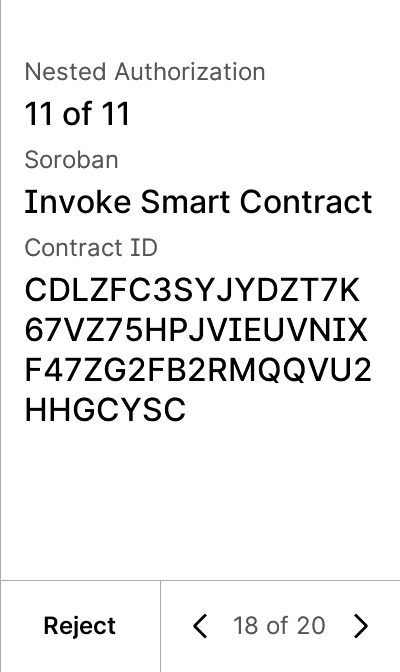 Nested Authorization
11 of 11
Soroban
Invoke Smart Contract
Contract ID
CDLZFC3SYJYDZT7K
67VZ75HPJVIEUVNIX
F47ZG2FB2RMQQVU2
HHGCYSC
Reject
18 of 20